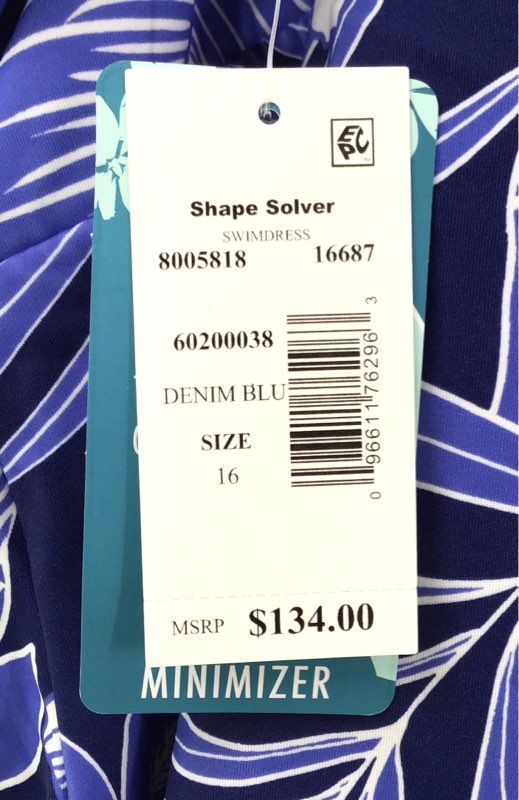 EPC
Shape Solver
SWIMDRESS
8005818 16687
60200038
DENIM BLU
SIZE
16
0 96611 76296 3
MSRP $134.00
MINIMIZER